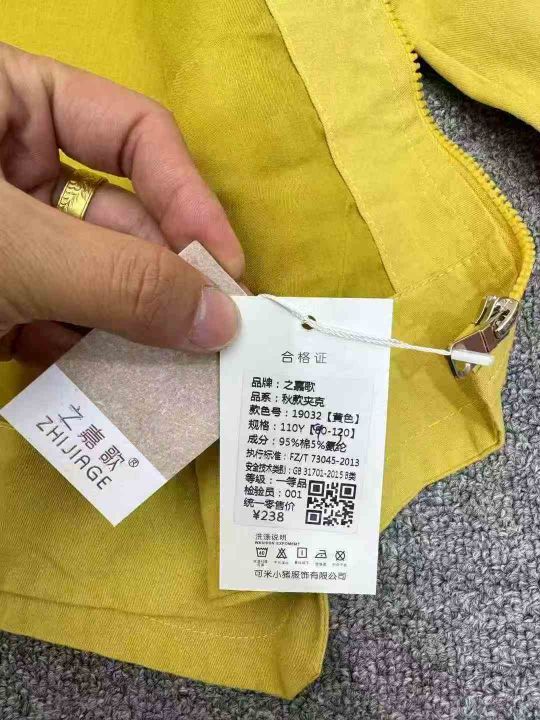 之嘉歌®
ZHIJIAGE
合格证
品牌：之嘉歌
品系：秋款夹克
款色号：19032【黄色】
规格：110Y【90-120】
成分：95%棉5%氨纶
执行标准：FZ/T 73045-2013
安全技术类别：GB 31701-2015 B类
等级：一等品
检验员：001
统一零售价
¥238
洗涤说明
WASHING EXPONENT
可米小猪服饰有限公司